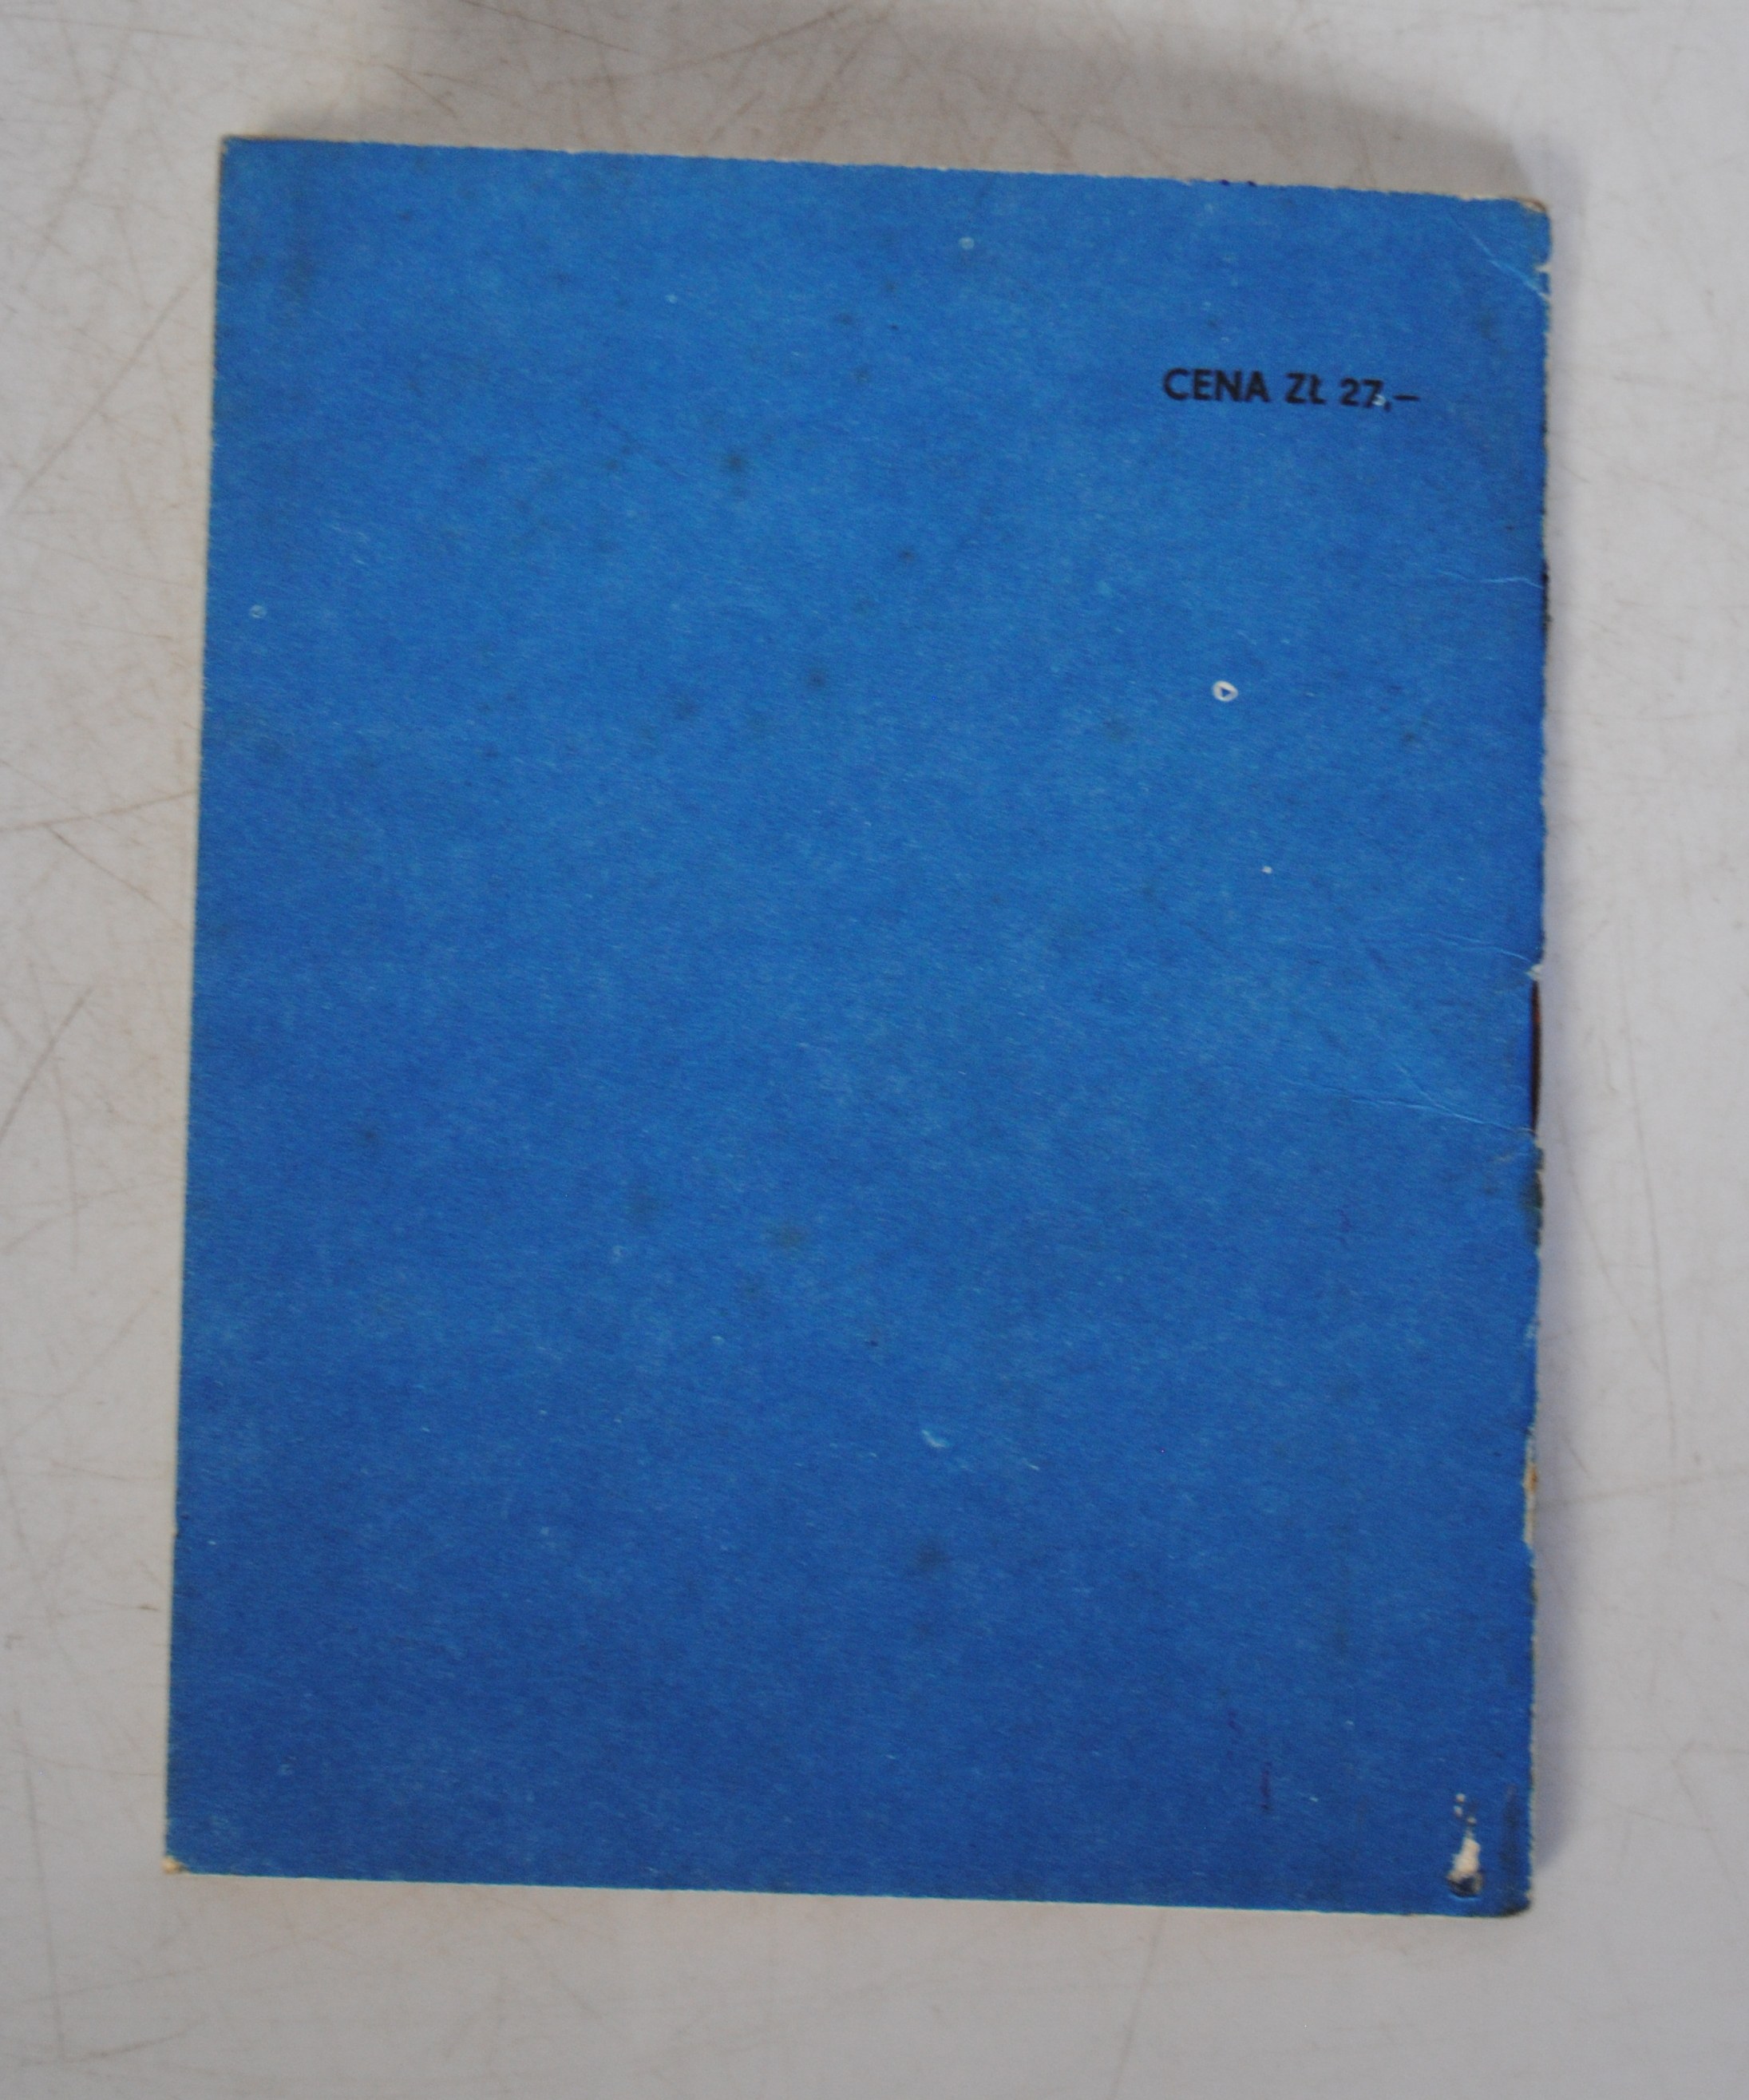 CENA ZŁ 27,—